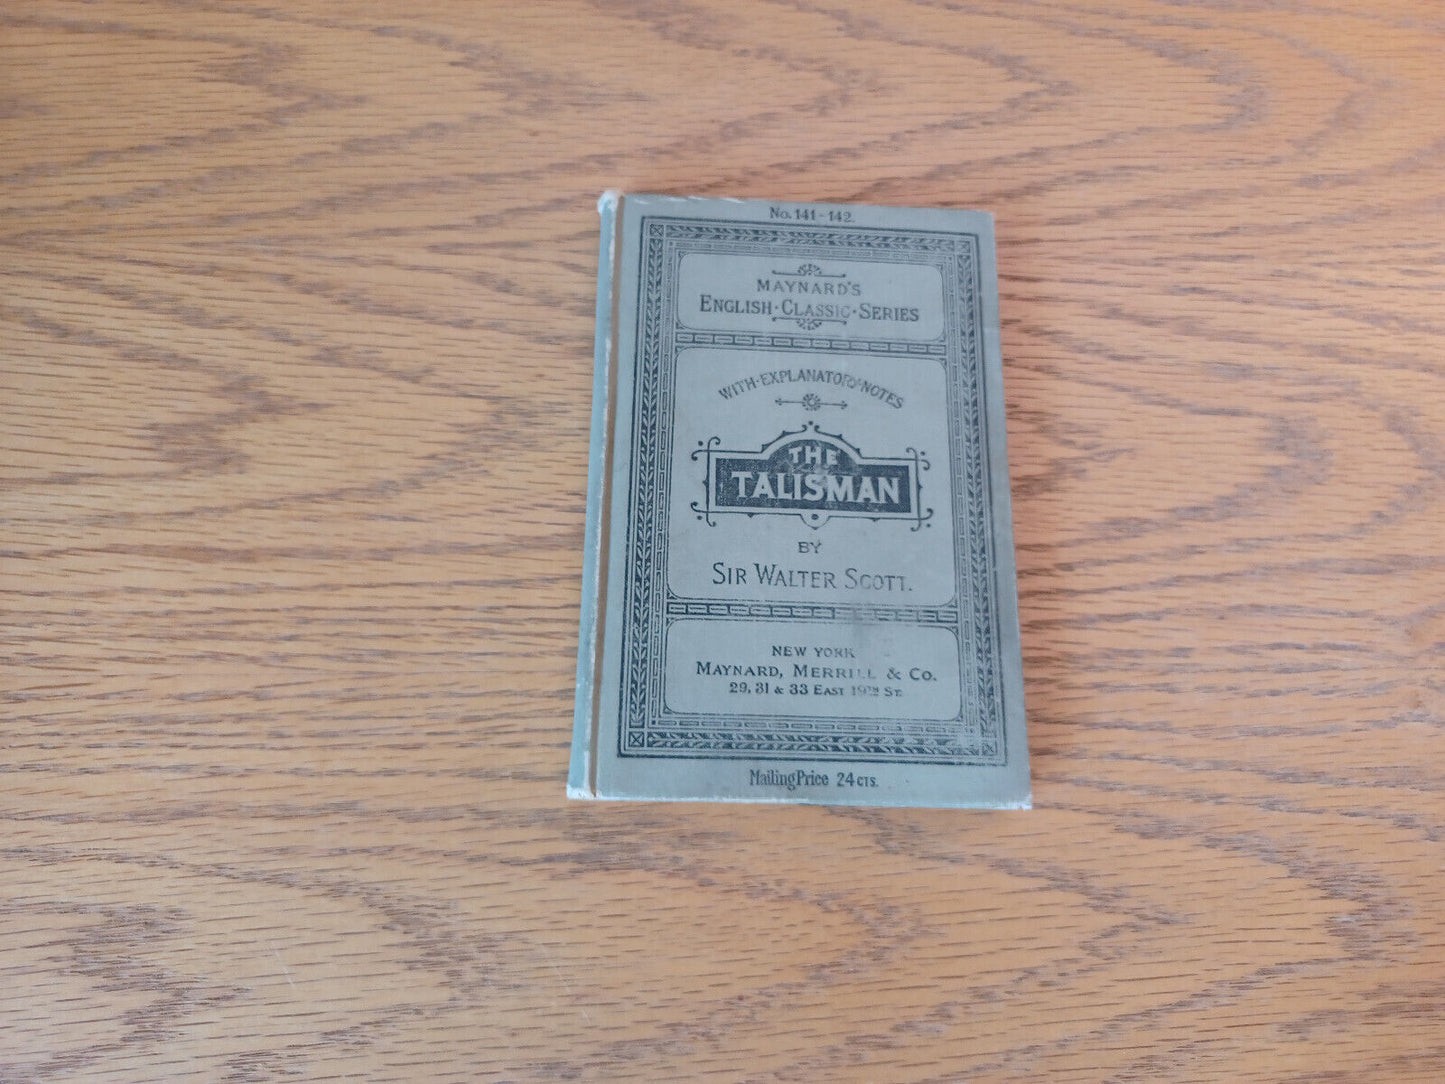 No. 141-142.
MAYNARD'S
ENGLISH·CLASSIC·SERIES
WITH·EXPLANATORY·NOTES
THE
TALISMAN
BY
SIR WALTER SCOTT.
NEW YORK
MAYNARD, MERRILL & Co.
29, 31 & 33 EAST 19TH ST.
Mailing Price 24 CTS.